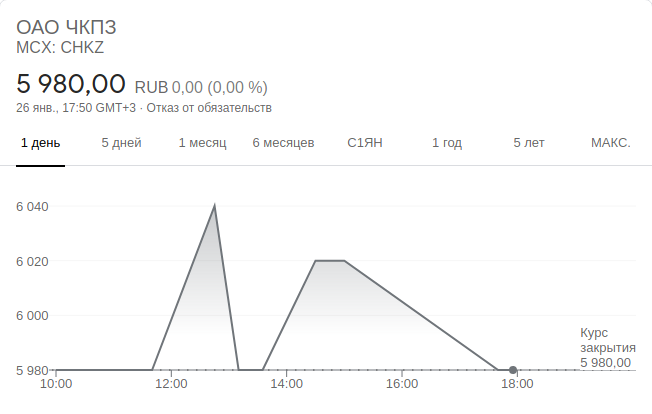 ОАО ЧКПЗ
MCX: CHKZ
5 980,00 RUB 0,00 (0,00 %)
26 янв., 17:50 GMT+3 · Отказ от обязательств
1 день 5 дней 1 месяц 6 месяцев С1ЯН 1 год 5 лет МАКС.
6 040
6 020
6 000
5 980
Курс
закрытия
5 980,00
10:00 12:00 14:00 16:00 18:00